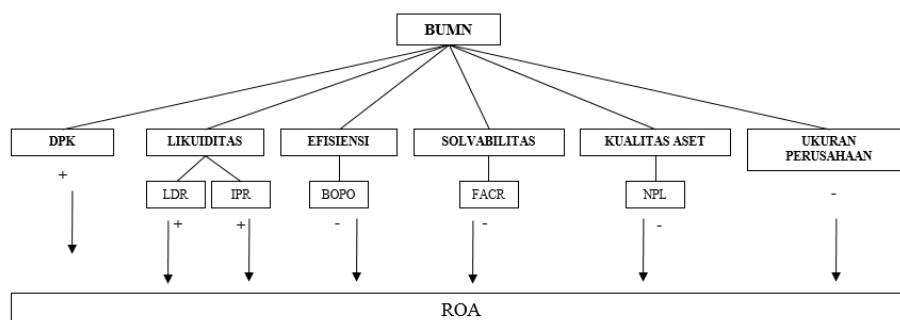 BUMN
DPK
LIKUIDITAS
EFISIENSI
SOLVABILITAS
KUALITAS ASET
UKURAN
PERUSAHAAN
+
LDR
IPR
BOPO
FACR
NPL
-
+
+
-
-
-
ROA